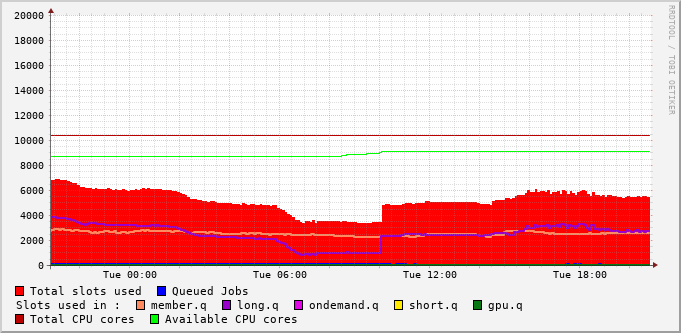 20000
18000
16000
14000
12000
10000
8000
6000
4000
2000
0
Tue 00:00 Tue 06:00 Tue 12:00 Tue 18:00
Total slots used Queued Jobs
Slots used in : member.q long.q ondemand.q short.q gpu.q
Total CPU cores Available CPU cores
RRDTOOL / TOBI OETIKER